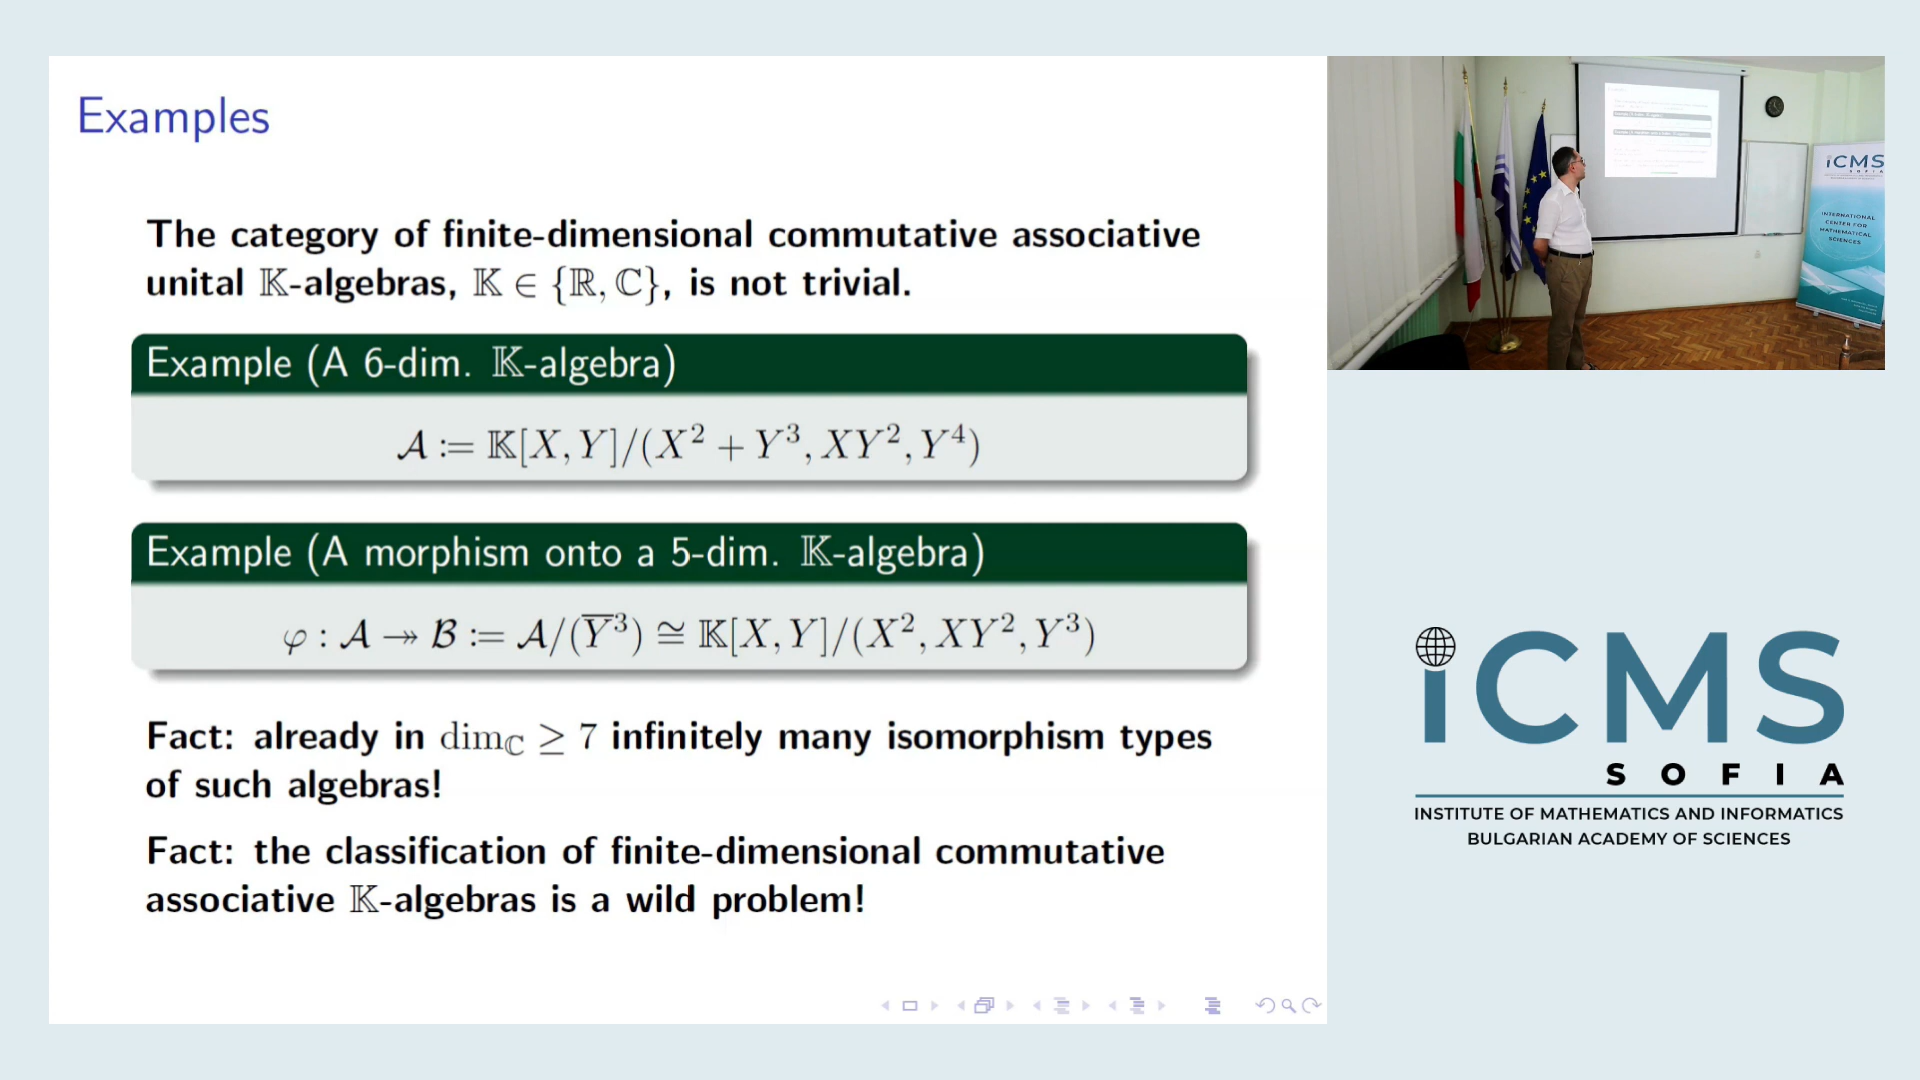 Examples
The category of finite-dimensional commutative associative
unital 𝕂-algebras, 𝕂 ∈ {ℝ, ℂ}, is not trivial.
Example (A 6-dim. 𝕂-algebra)
𝒜 := 𝕂[X, Y]/(X² + Y³, XY², Y⁴)
Example (A morphism onto a 5-dim. 𝕂-algebra)
φ : 𝒜 ↠ ℬ := 𝒜/(Y̅³) ≅ 𝕂[X, Y]/(X², XY², Y³)
Fact: already in dim_ℂ ≥ 7 infinitely many isomorphism types
of such algebras!
Fact: the classification of finite-dimensional commutative
associative 𝕂-algebras is a wild problem!
iCMS
SOFIA
INTERNATIONAL
CENTER FOR
MATHEMATICAL
SCIENCES
iCMS
SOFIA
INSTITUTE OF MATHEMATICS AND INFORMATICS
BULGARIAN ACADEMY OF SCIENCES